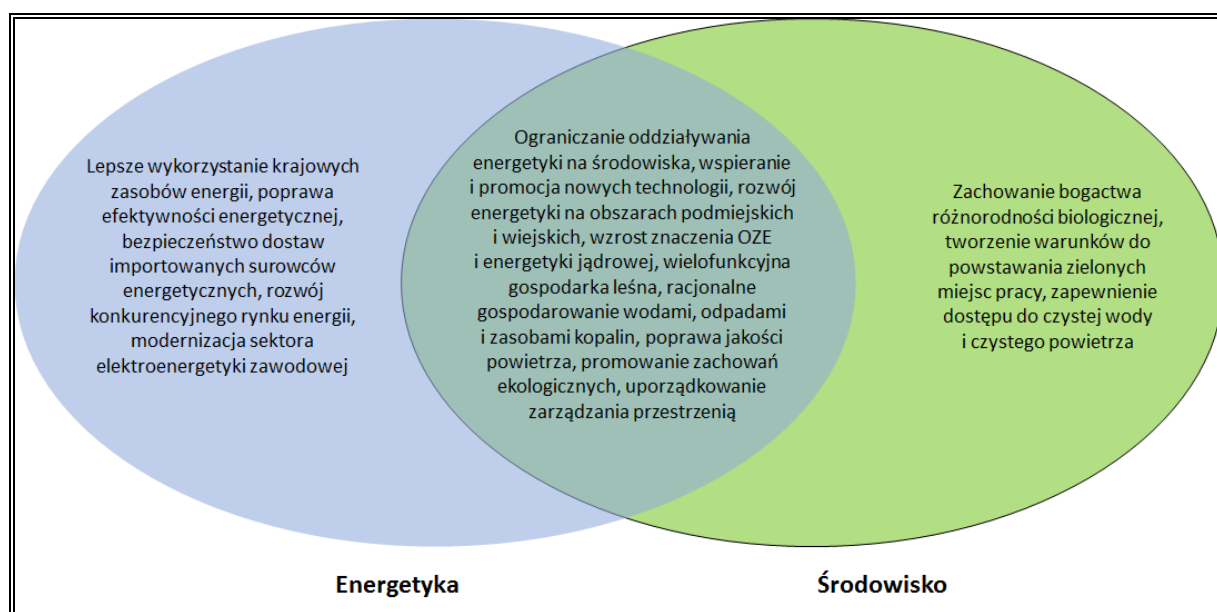 Lepsze wykorzystanie krajowych
zasobów energii, poprawa
efektywności energetycznej,
bezpieczeństwo dostaw
importowanych surowców
energetycznych, rozwój
konkurencyjnego rynku energii,
modernizacja sektora
elektroenergetyki zawodowej
Ograniczanie oddziaływania
energetyki na środowiska, wspieranie
i promocja nowych technologii, rozwój
energetyki na obszarach podmiejskich
i wiejskich, wzrost znaczenia OZE
i energetyki jądrowej, wielofunkcyjna
gospodarka leśna, racjonalne
gospodarowanie wodami, odpadami
i zasobami kopalin, poprawa jakości
powietrza, promowanie zachowań
ekologicznych, uporządkowanie
zarządzania przestrzenią
Zachowanie bogactwa
różnorodności biologicznej,
tworzenie warunków do
powstawania zielonych
miejsc pracy, zapewnienie
dostępu do czystej wody
i czystego powietrza
Energetyka
Środowisko